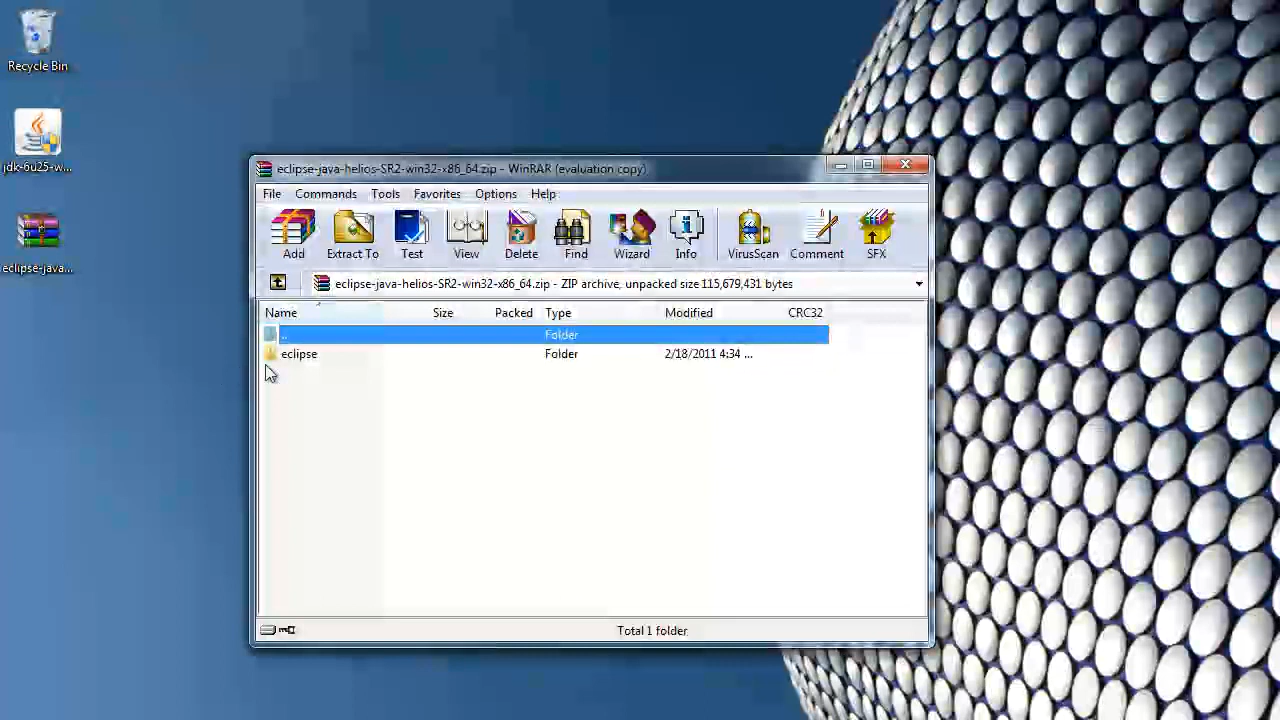 Recycle Bin
jdk-6u25-w...
eclipse-java...
eclipse-java-helios-SR2-win32-x86_64.zip - WinRAR (evaluation copy)
File Commands Tools Favorites Options Help
Add Extract To Test View Delete Find Wizard Info VirusScan Comment SFX
eclipse-java-helios-SR2-win32-x86_64.zip - ZIP archive, unpacked size 115,679,431 bytes
Name Size Packed Type Modified CRC32
.. Folder
eclipse Folder 2/18/2011 4:34 ...
Total 1 folder